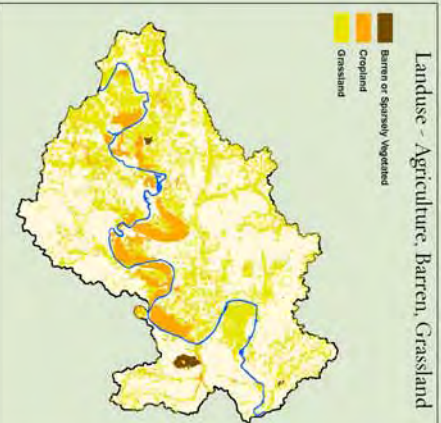 Landuse - Agriculture, Barren, Grassland
Barren or Sparsely Vegetated
Cropland
Grassland